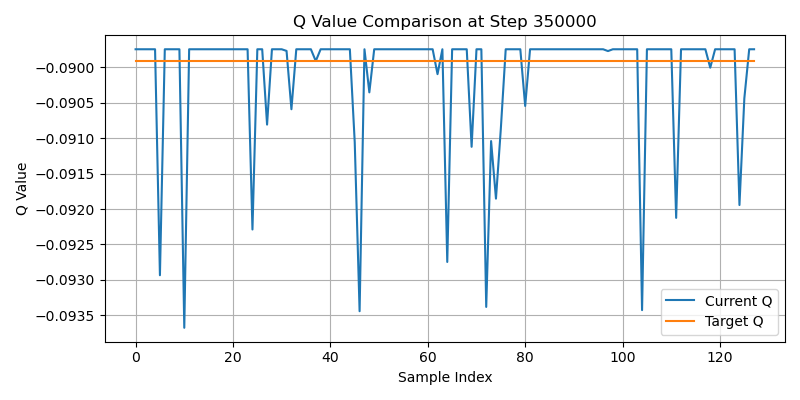 Q Value Comparison at Step 350000
Q Value
−0.0900
−0.0905
−0.0910
−0.0915
−0.0920
−0.0925
−0.0930
−0.0935
0 20 40 60 80 100 120
Sample Index
Current Q
Target Q